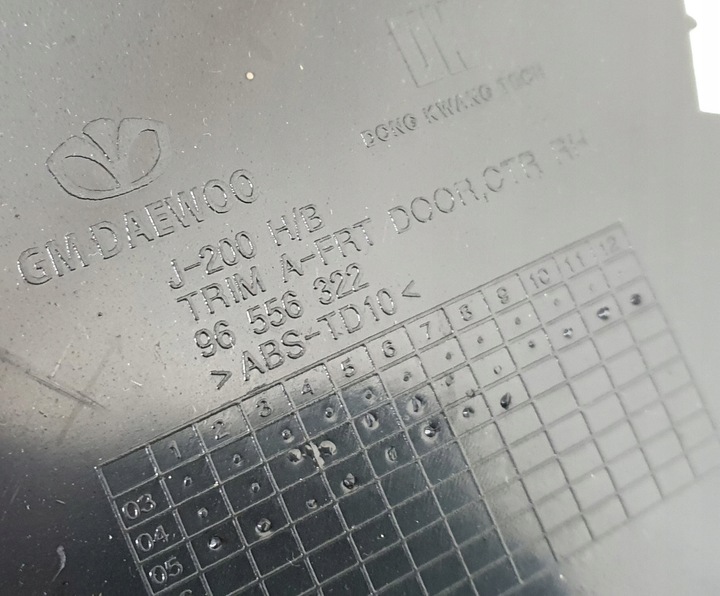 DK
DONG KWANG TECH
GM-DAEWOO
J-200 H/B
TRIM A-FRT DOOR,CTR RH
96 556 322
>ABS-TD10<
1 2 3 4 5 6 7 8 9 10 11 12
03
04
05